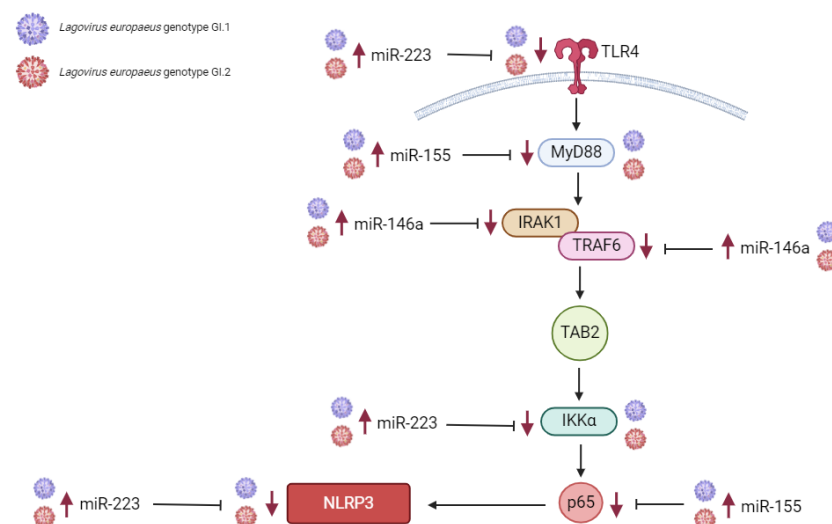 Lagovirus europaeus genotype GI.1
Lagovirus europaeus genotype GI.2
miR-223
TLR4
miR-155
MyD88
miR-146a
IRAK1
TRAF6
miR-146a
TAB2
miR-223
IKKα
miR-223
NLRP3
p65
miR-155